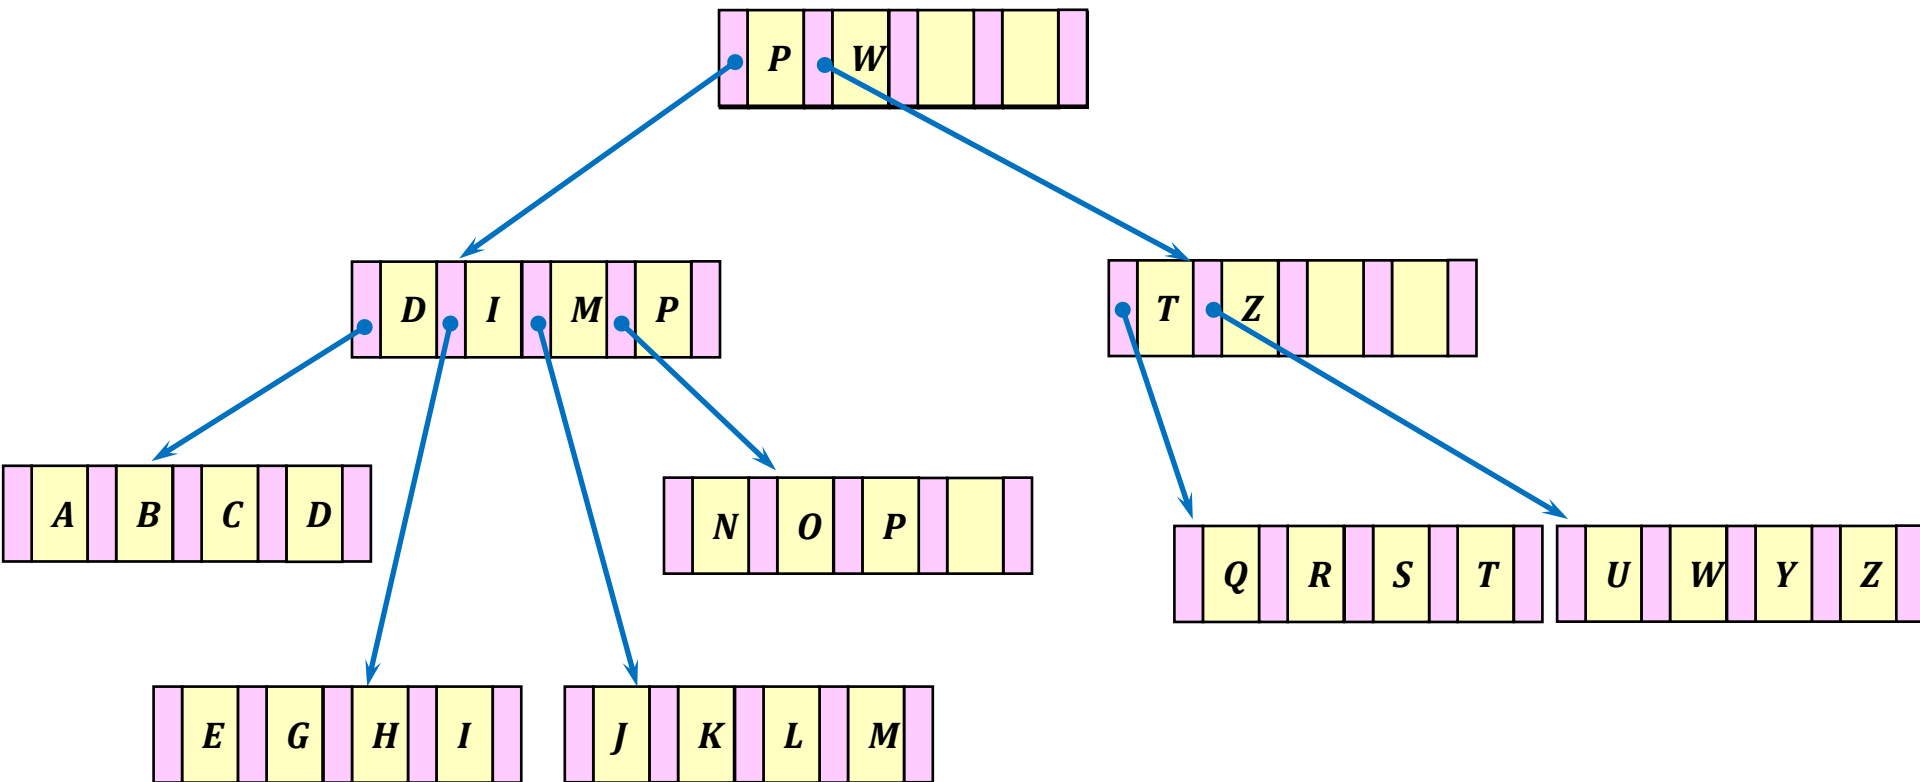 P W
D I M P
T Z
A B C D
N O P
Q R S T
U W Y Z
E G H I
J K L M